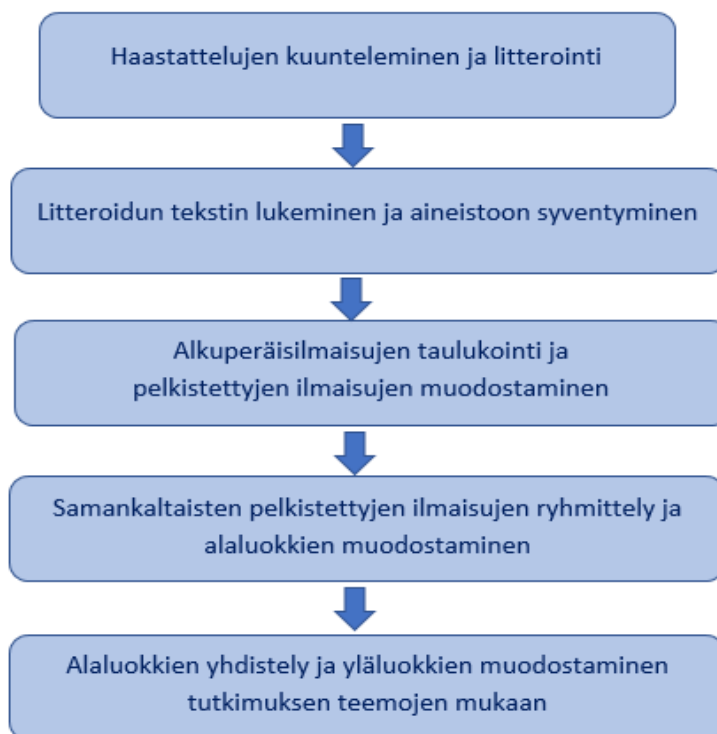 Haastattelujen kuunteleminen ja litterointi
Litteroidun tekstin lukeminen ja aineistoon syventyminen
Alkuperäisilmaisujen taulukointi ja
pelkistettyjen ilmaisujen muodostaminen
Samankaltaisten pelkistettyjen ilmaisujen ryhmittely ja
alaluokkien muodostaminen
Alaluokkien yhdistely ja yläluokkien muodostaminen
tutkimuksen teemojen mukaan